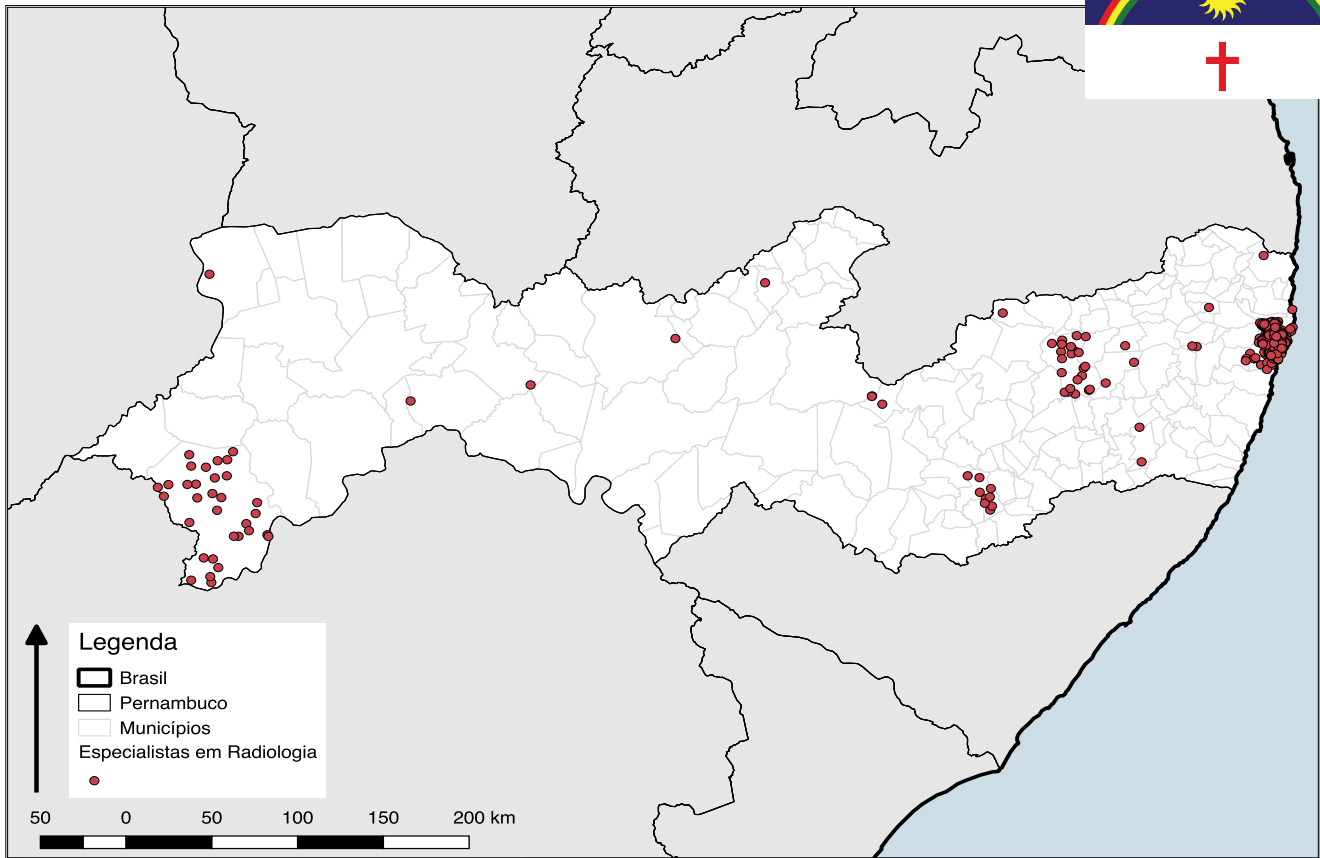 Legenda
Brasil
Pernambuco
Municípios
Especialistas em Radiologia
50 0 50 100 150 200 km